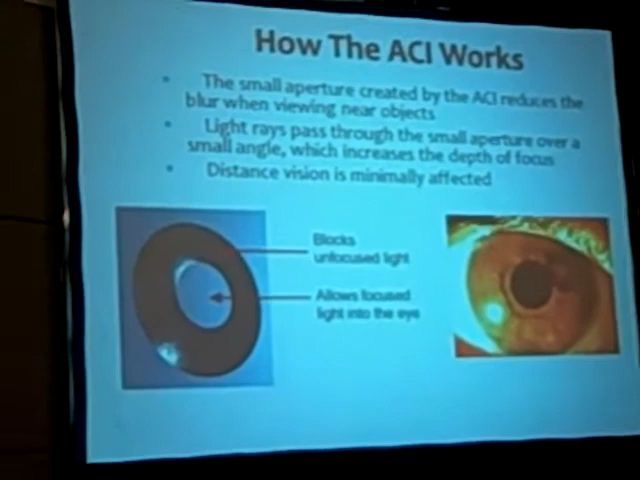 How The ACI Works
• The small aperture created by the ACI reduces the
blur when viewing near objects
• Light rays pass through the small aperture over a
small angle, which increases the depth of focus
• Distance vision is minimally affected
Blocks
unfocused light
Allows focused
light into the eye